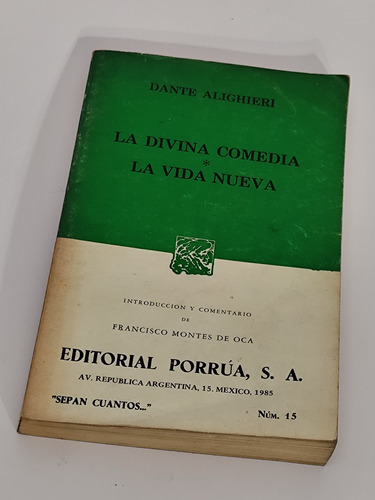 DANTE ALIGHIERI
LA DIVINA COMEDIA
*
LA VIDA NUEVA
INTRODUCCION Y COMENTARIO
DE
FRANCISCO MONTES DE OCA
EDITORIAL PORRÚA, S. A.
AV. REPUBLICA ARGENTINA, 15. MEXICO, 1985
"SEPAN CUANTOS..."
NÚM. 15